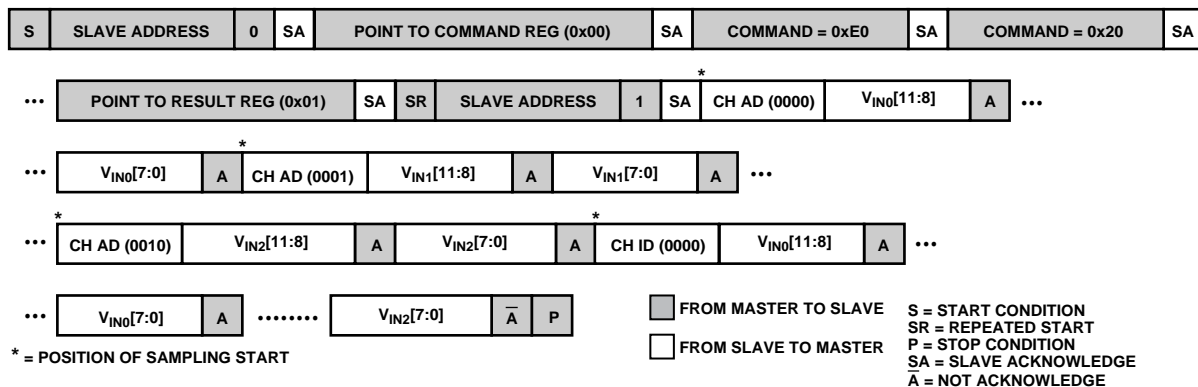 S SLAVE ADDRESS 0 SA POINT TO COMMAND REG (0x00) SA COMMAND = 0xE0 SA COMMAND = 0x20 SA
*
••• POINT TO RESULT REG (0x01) SA SR SLAVE ADDRESS 1 SA CH AD (0000) VIN0[11:8] A •••
*
••• VIN0[7:0] A CH AD (0001) VIN1[11:8] A VIN1[7:0] A •••
* *
••• CH AD (0010) VIN2[11:8] A VIN2[7:0] A CH ID (0000) VIN0[11:8] A •••
••• VIN0[7:0] A •••••••• VIN2[7:0] A̅ P
* = POSITION OF SAMPLING START
FROM MASTER TO SLAVE
FROM SLAVE TO MASTER
S = START CONDITION
SR = REPEATED START
P = STOP CONDITION
SA = SLAVE ACKNOWLEDGE
A̅ = NOT ACKNOWLEDGE